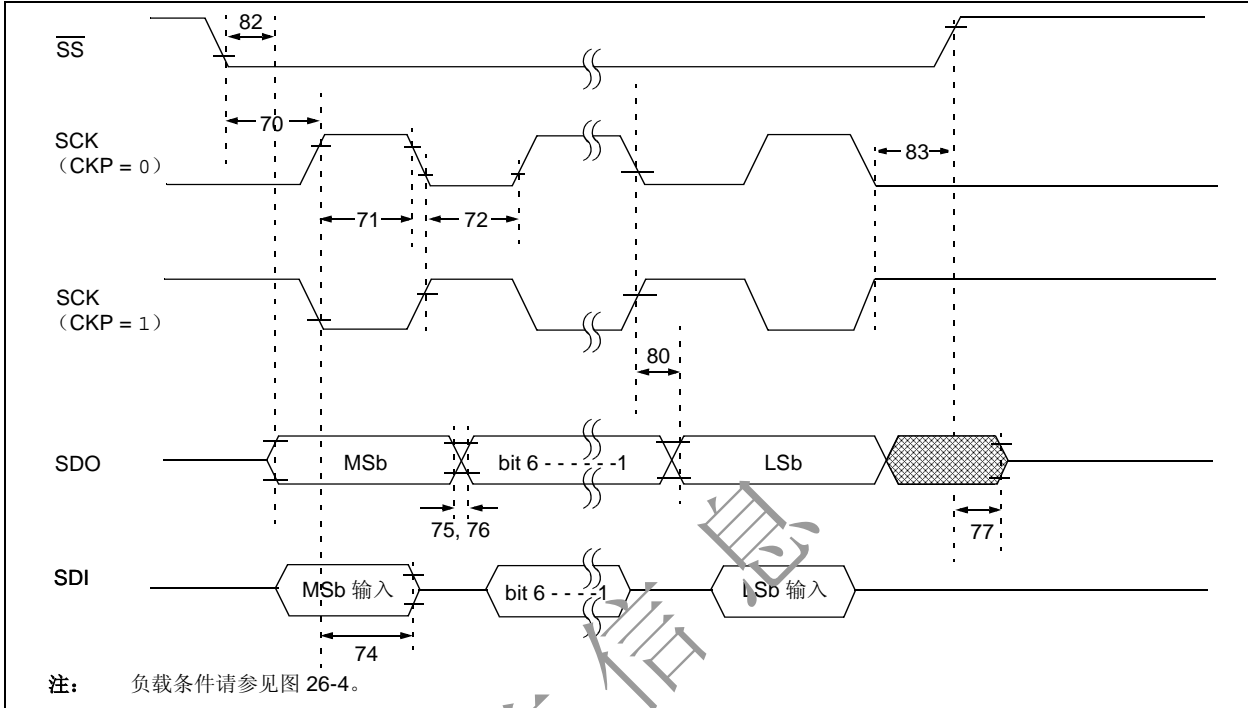 82
SS
70
SCK
(CKP = 0)
83
71
72
SCK
(CKP = 1)
80
SDO
MSb
bit 6 - - - - - -1
LSb
75, 76
77
SDI
MSb 输入
bit 6 - - - - 1
LSb 输入
74
信息
注： 负载条件请参见图 26-4。